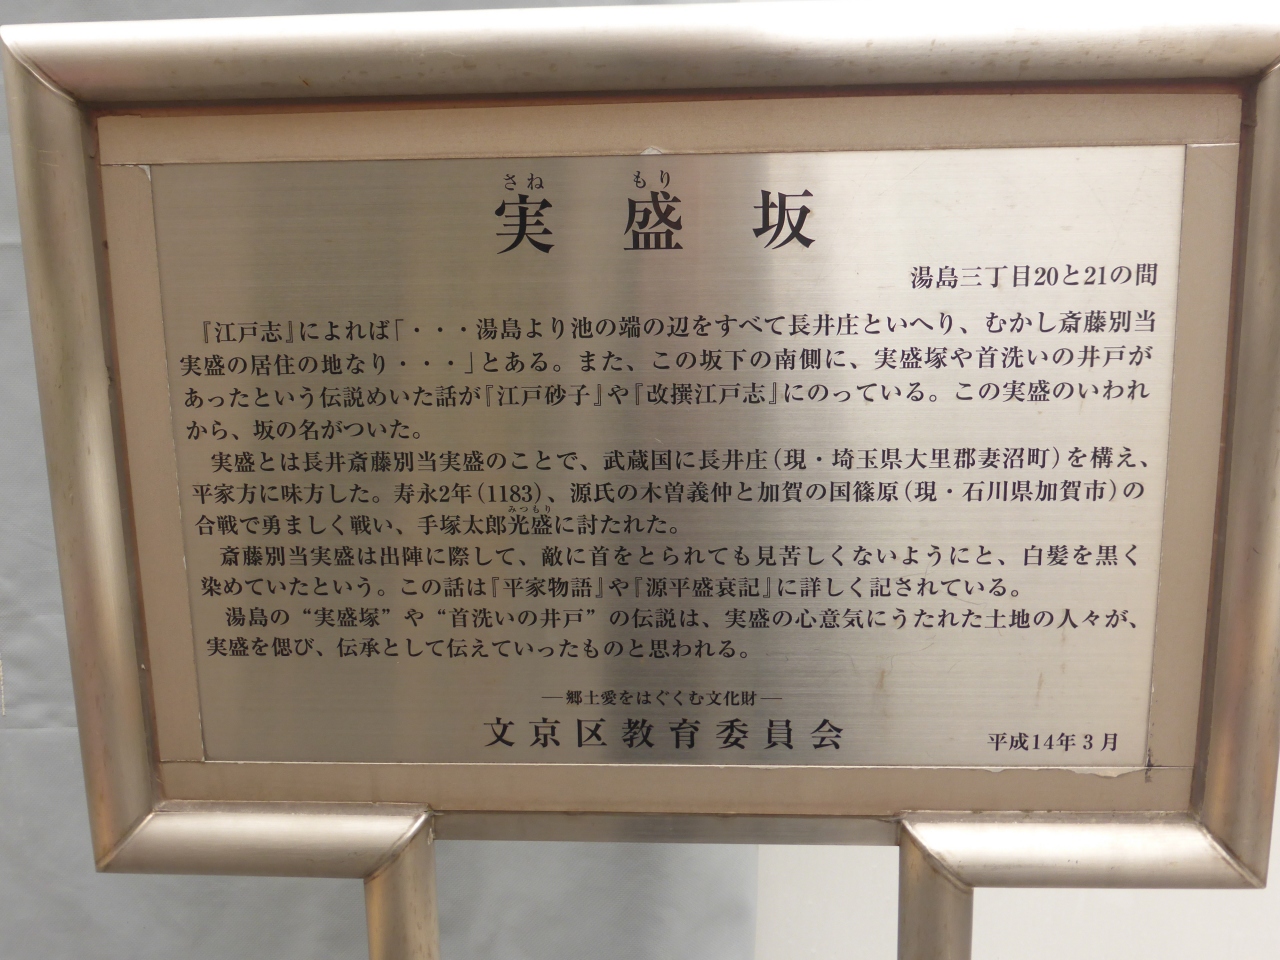 さね もり
実盛坂
湯島三丁目20と21の間
『江戸志』によれば「・・・湯島より池の端の辺をすべて長井庄といへり、むかし斎藤別当
実盛の居住の地なり・・・」とある。また、この坂下の南側に、実盛塚や首洗いの井戸が
あったという伝説めいた話が『江戸砂子』や『改撰江戸志』にのっている。この実盛のいわれ
から、坂の名がついた。
実盛とは長井斎藤別当実盛のことで、武蔵国に長井庄(現・埼玉県大里郡妻沼町)を構え、
平家方に味方した。寿永2年(1183)、源氏の木曽義仲と加賀の国篠原(現・石川県加賀市)の
みつもり
合戦で勇ましく戦い、手塚太郎光盛に討たれた。
斎藤別当実盛は出陣に際して、敵に首をとられても見苦しくないようにと、白髪を黒く
染めていたという。この話は『平家物語』や『源平盛衰記』に詳しく記されている。
湯島の“実盛塚”や“首洗いの井戸”の伝説は、実盛の心意気にうたれた土地の人々が、
実盛を偲び、伝承として伝えていったものと思われる。
―郷土愛をはぐくむ文化財―
文京区教育委員会
平成14年3月